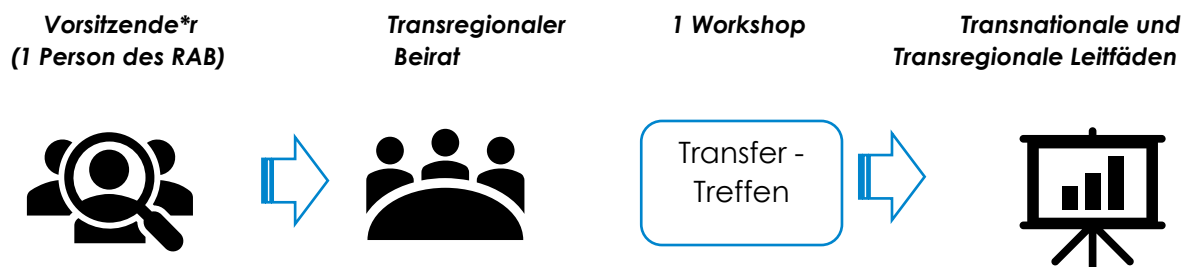 Vorsitzende*r
(1 Person des RAB)
Transregionaler
Beirat
1 Workshop
Transnationale und
Transregionale Leitfäden
Transfer -
Treffen